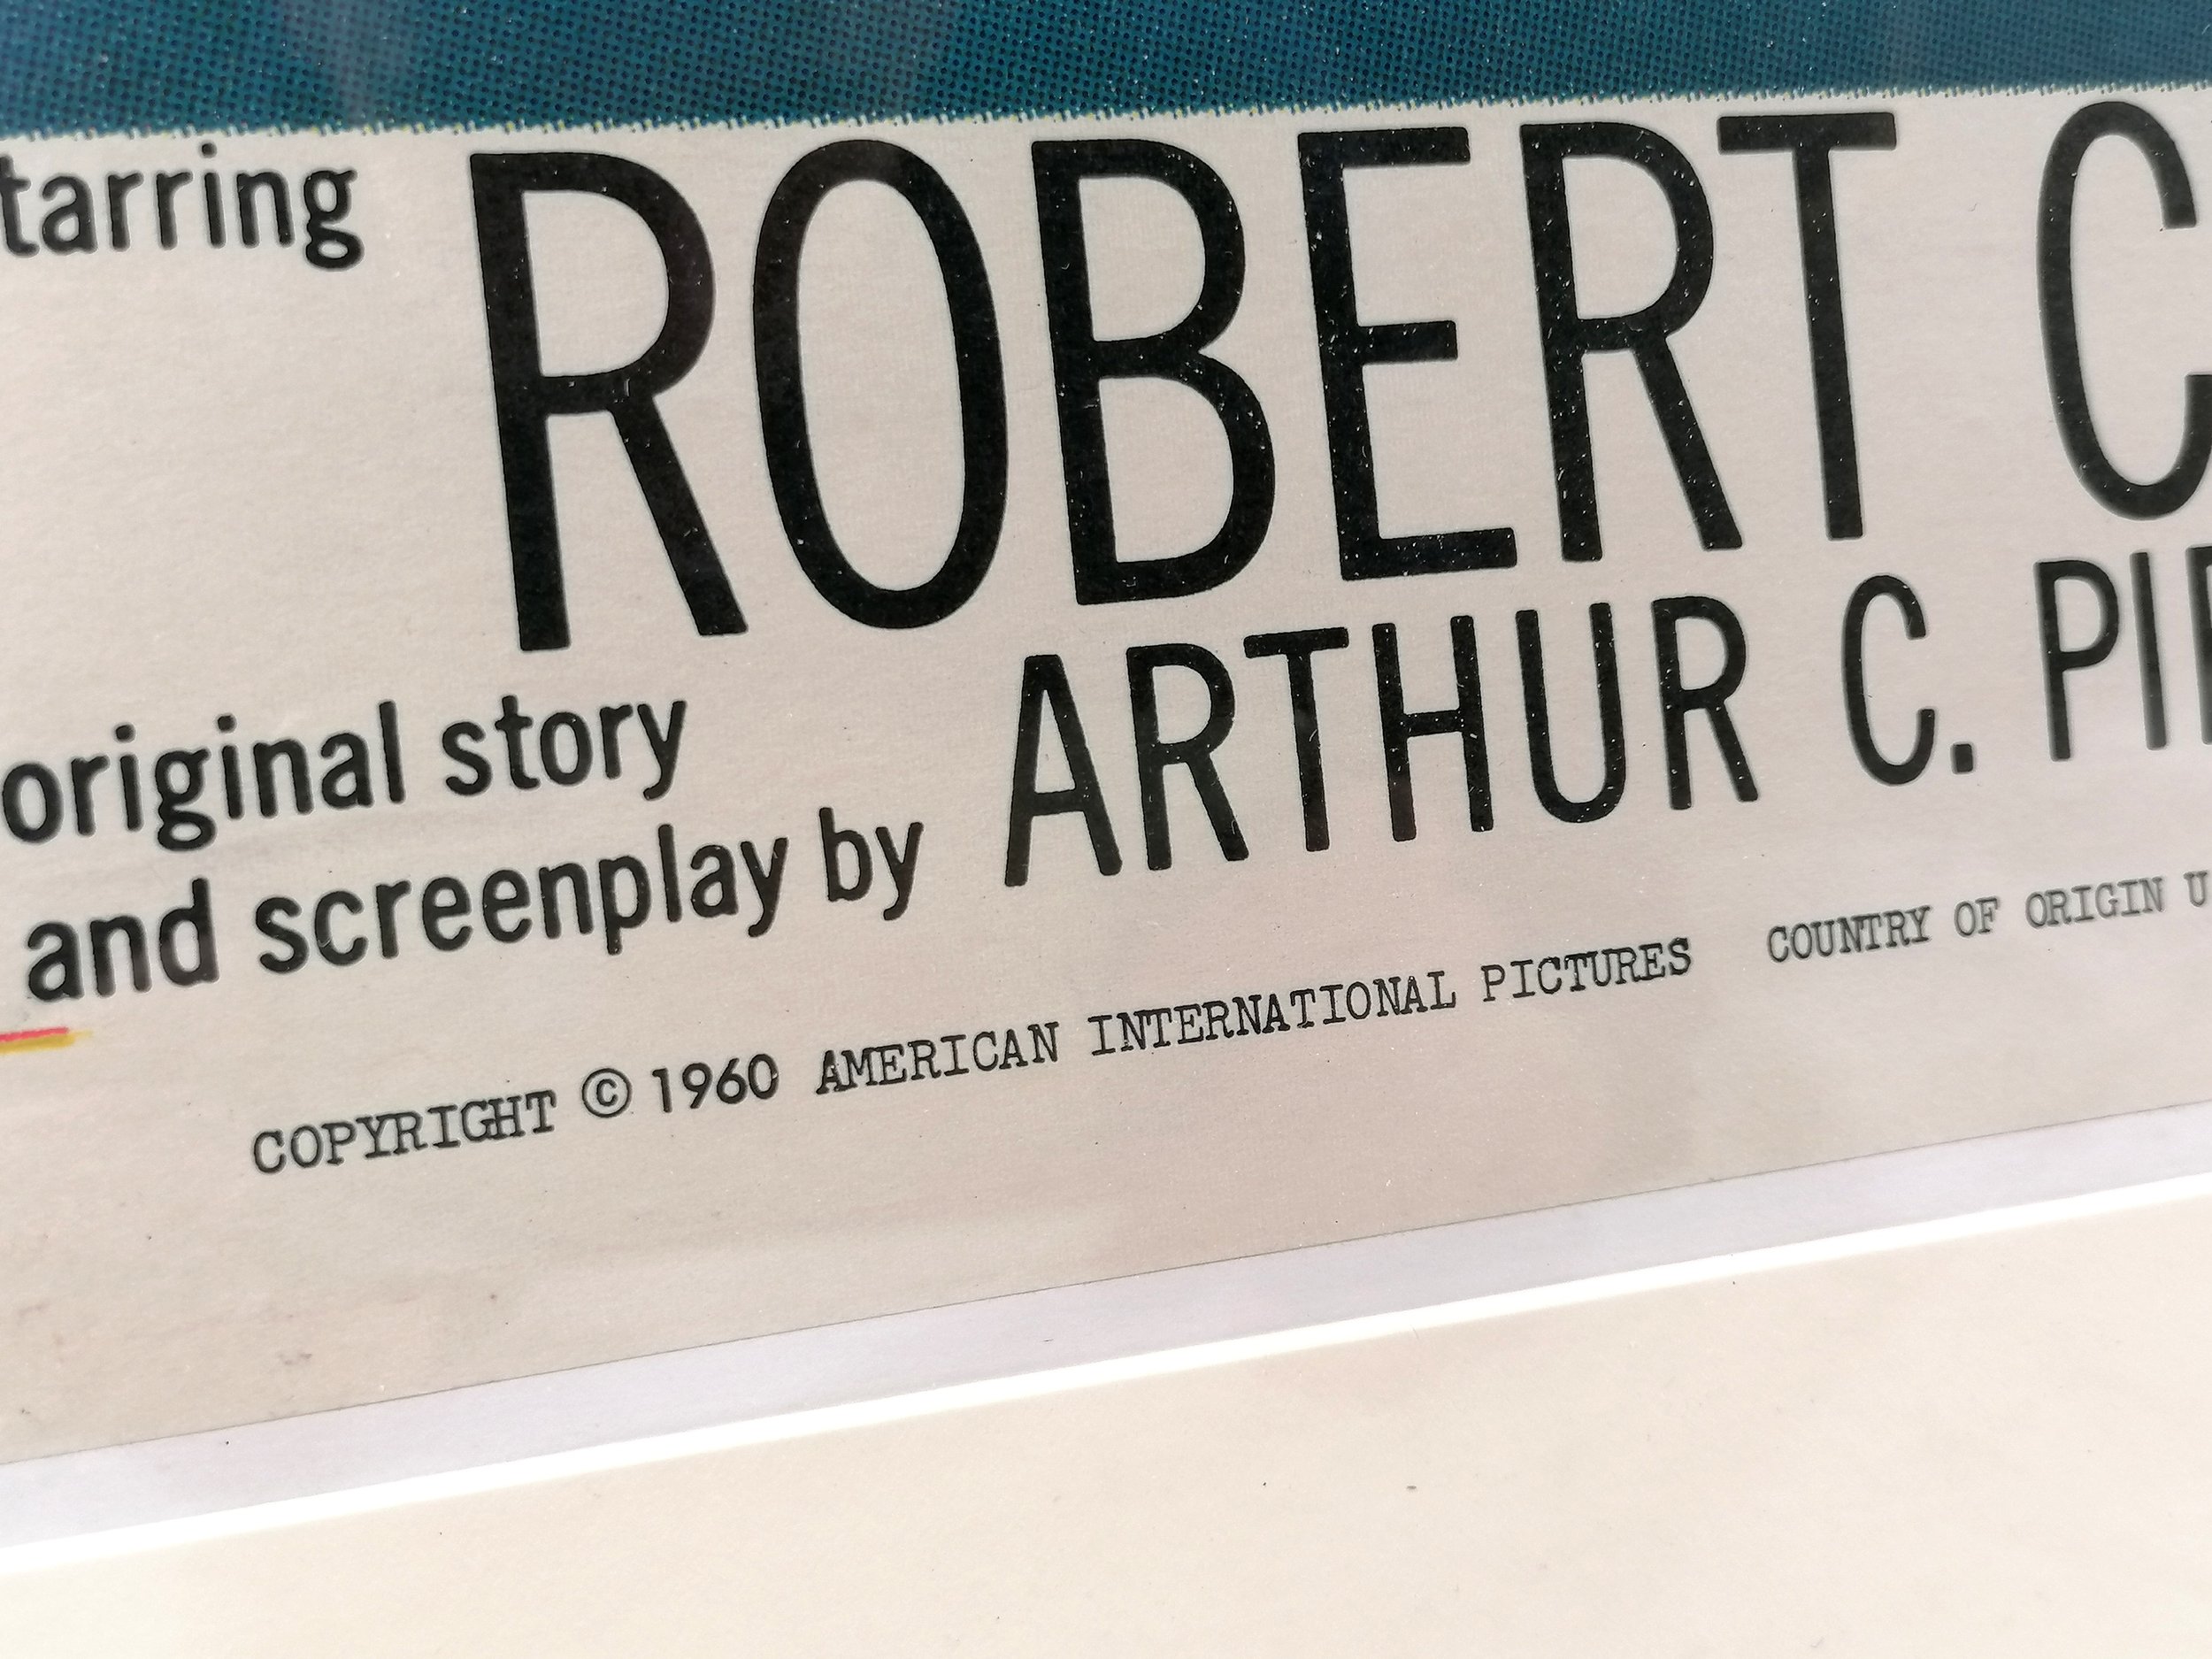 tarring ROBERT C
original story
and screenplay by ARTHUR C. PI
COPYRIGHT © 1960 AMERICAN INTERNATIONAL PICTURES COUNTRY OF ORIGIN U